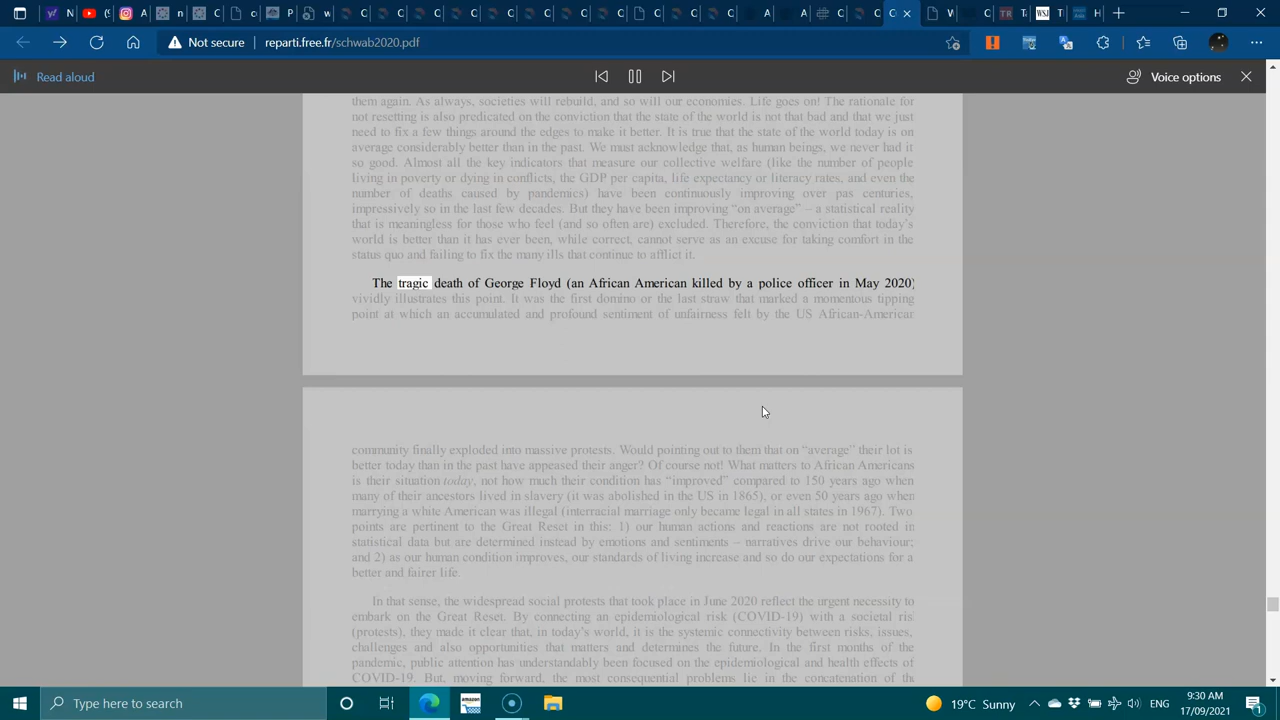 Not secure
reparti.free.fr/schwab2020.pdf
Read aloud
Voice options
them again. As always, societies will rebuild, and so will our economies. Life goes on! The rationale for
not resetting is also predicated on the conviction that the state of the world is not that bad and that we just
need to fix a few things around the edges to make it better. It is true that the state of the world today is on
average considerably better than in the past. We must acknowledge that, as human beings, we never had it
so good. Almost all the key indicators that measure our collective welfare (like the number of people
living in poverty or dying in conflicts, the GDP per capita, life expectancy or literacy rates, and even the
number of deaths caused by pandemics) have been continuously improving over pas centuries,
impressively so in the last few decades. But they have been improving “on average” – a statistical reality
that is meaningless for those who feel (and so often are) excluded. Therefore, the conviction that today’s
world is better than it has ever been, while correct, cannot serve as an excuse for taking comfort in the
status quo and failing to fix the many ills that continue to afflict it.
The tragic death of George Floyd (an African American killed by a police officer in May 2020)
vividly illustrates this point. It was the first domino or the last straw that marked a momentous tipping
point at which an accumulated and profound sentiment of unfairness felt by the US African-American
community finally exploded into massive protests. Would pointing out to them that on “average” their lot is
better today than in the past have appeased their anger? Of course not! What matters to African Americans
is their situation today, not how much their condition has “improved” compared to 150 years ago when
many of their ancestors lived in slavery (it was abolished in the US in 1865), or even 50 years ago when
marrying a white American was illegal (interracial marriage only became legal in all states in 1967). Two
points are pertinent to the Great Reset in this: 1) our human actions and reactions are not rooted in
statistical data but are determined instead by emotions and sentiments – narratives drive our behaviour;
and 2) as our human condition improves, our standards of living increase and so do our expectations for a
better and fairer life.
In that sense, the widespread social protests that took place in June 2020 reflect the urgent necessity to
embark on the Great Reset. By connecting an epidemiological risk (COVID-19) with a societal ris
(protests), they made it clear that, in today’s world, it is the systemic connectivity between risks, issues,
challenges and also opportunities that matters and determines the future. In the first months of the
pandemic, public attention has understandably been focused on the epidemiological and health effects of
COVID-19. But, moving forward, the most consequential problems lie in the concatenation of the
Type here to search
19°C Sunny
ENG
9:30 AM
17/09/2021